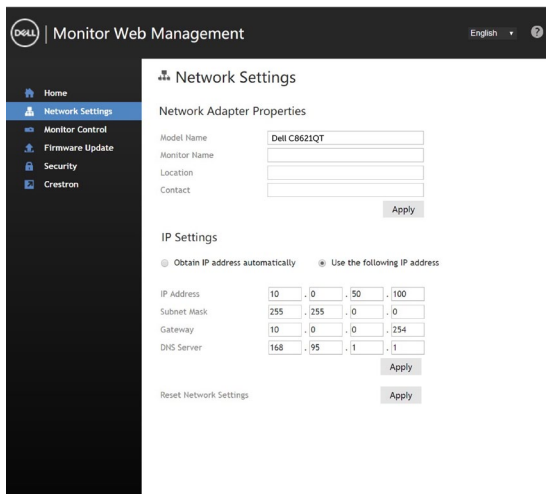 DELL | Monitor Web Management
English
?
Home
Network Settings
Monitor Control
Firmware Update
Security
Crestron
Network Settings
Network Adapter Properties
Model Name Dell C8621QT
Monitor Name
Location
Contact
Apply
IP Settings
Obtain IP address automatically Use the following IP address
IP Address 10 . 0 . 50 . 100
Subnet Mask 255 . 255 . 0 . 0
Gateway 10 . 0 . 0 . 254
DNS Server 168 . 95 . 1 . 1
Apply
Reset Network Settings Apply